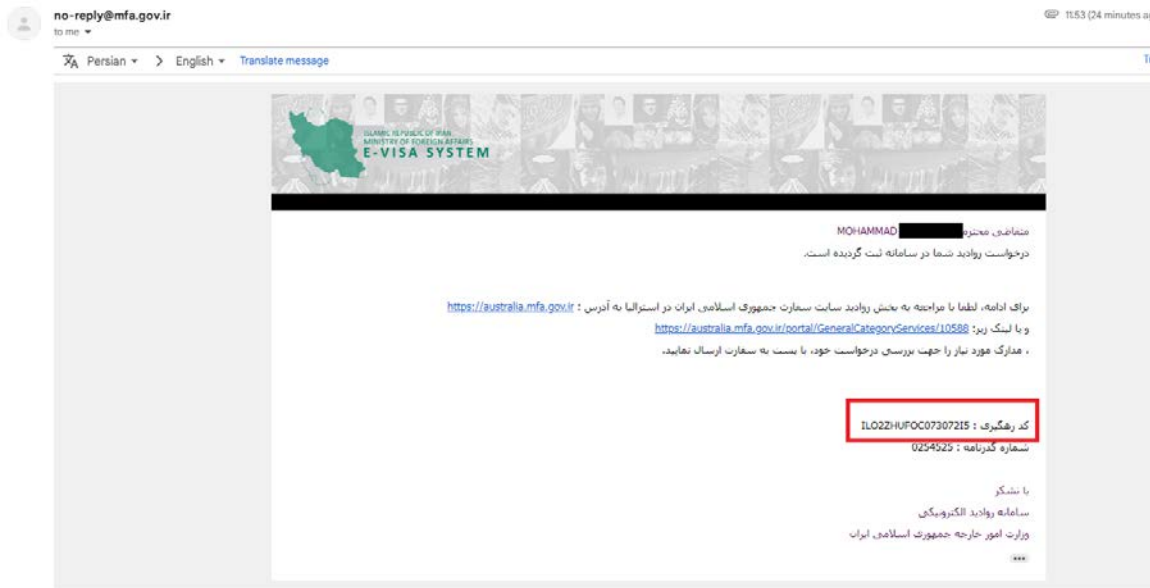 no-reply@mfa.gov.ir
11:53 (24 minutes a
to me
Persian > English Translate message
ISLAMIC REPUBLIC OF IRAN
MINISTRY OF FOREIGN AFFAIRS
E-VISA SYSTEM
متقاضی محترم MOHAMMAD
درخواست روادید شما در سامانه ثبت گردیده است.
برای ادامه، لطفا با مراجعه به بخش روادید سایت سفارت جمهوری اسلامی ایران در استرالیا به آدرس : https://australia.mfa.gov.ir
و یا لینک زیر: https://australia.mfa.gov.ir/portal/GeneralCategoryServices/10588
، مدارک مورد نیاز را جهت بررسی درخواست خود، با پست به سفارت ارسال نمایید.
کد رهگیری : ILO2ZHUFOC073072I5
شماره گذرنامه : 0254525
با تشکر
سامانه روادید الکترونیکی
وزارت امور خارجه جمهوری اسلامی ایران